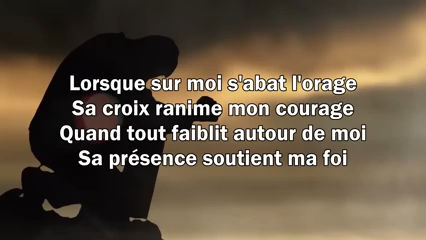 Lorsque sur moi s'abat l'orage
Sa croix ranime mon courage
Quand tout faiblit autour de moi
Sa présence soutient ma foi